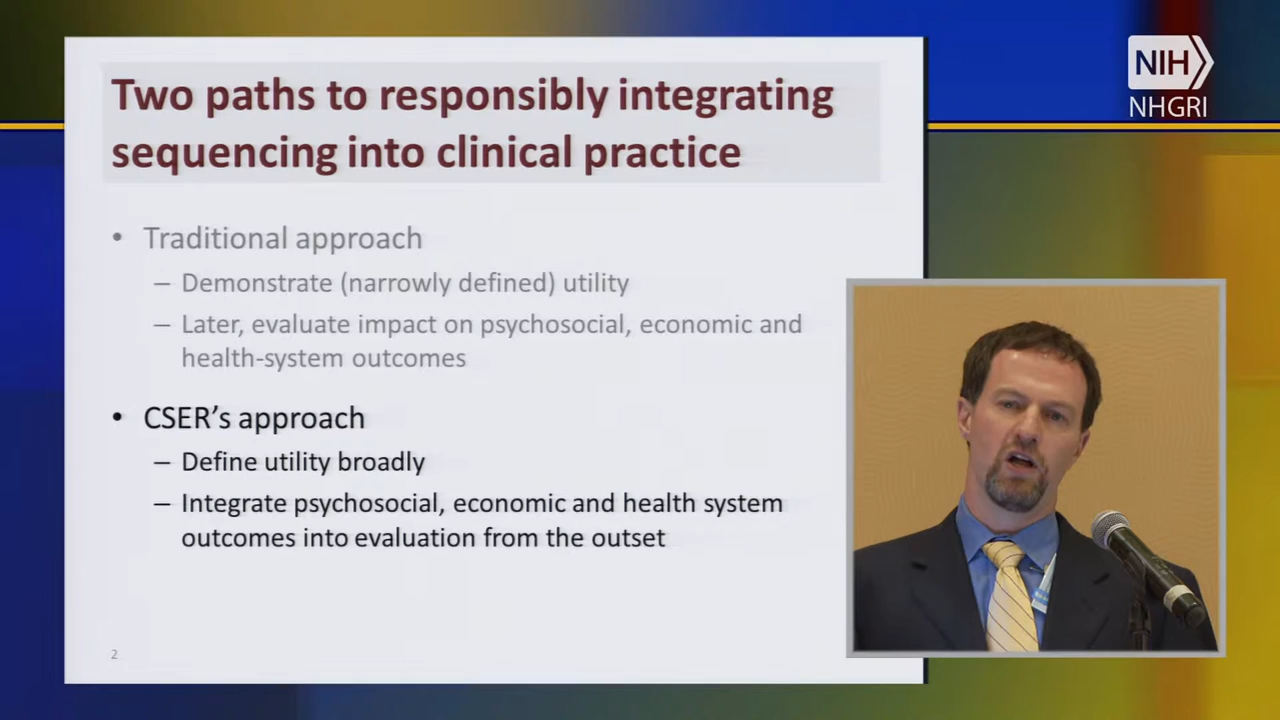 NIH
NHGRI
Two paths to responsibly integrating
sequencing into clinical practice
• Traditional approach
– Demonstrate (narrowly defined) utility
– Later, evaluate impact on psychosocial, economic and
health-system outcomes
• CSER’s approach
– Define utility broadly
– Integrate psychosocial, economic and health system
outcomes into evaluation from the outset
2